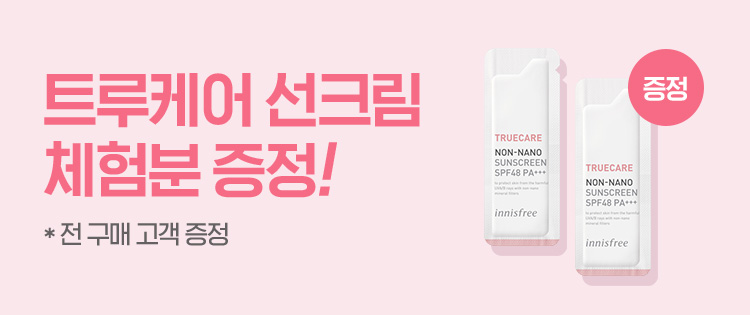 트루케어 선크림
체험분 증정!
* 전 구매 고객 증정
증정
TRUECARE
NON-NANO
SUNSCREEN
SPF48 PA+++
innisfree
TRUECARE
NON-NANO
SUNSCREEN
SPF48 PA+++
innisfree